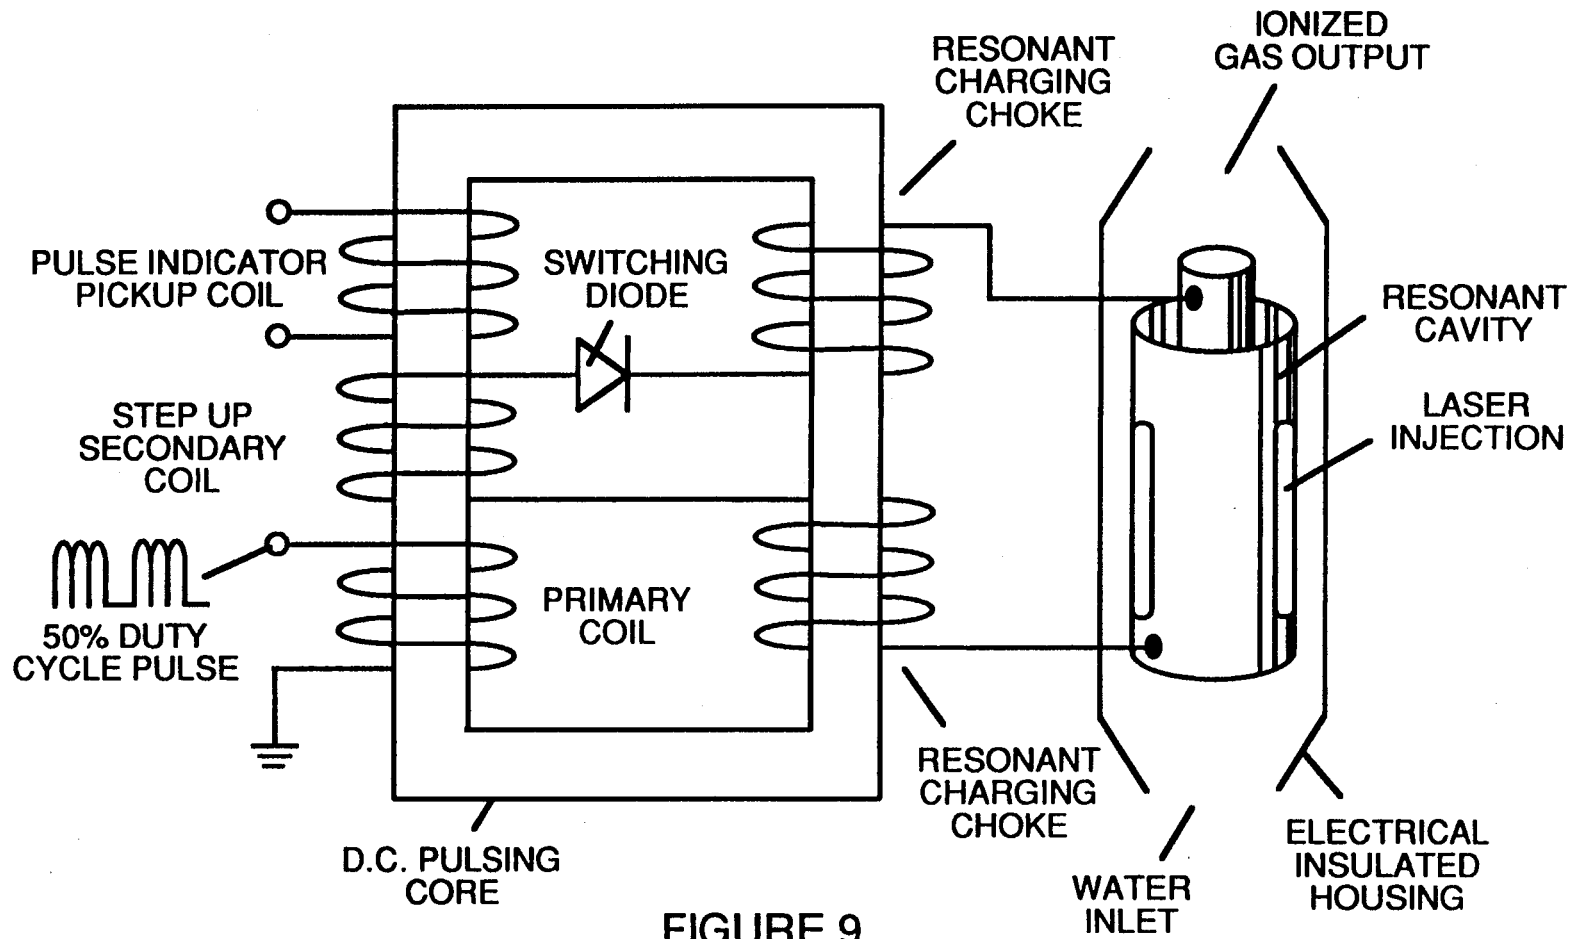 IONIZED
GAS OUTPUT
RESONANT
CHARGING
CHOKE
PULSE INDICATOR
PICKUP COIL
SWITCHING
DIODE
RESONANT
CAVITY
STEP UP
SECONDARY
COIL
LASER
INJECTION
50% DUTY
CYCLE PULSE
PRIMARY
COIL
RESONANT
CHARGING
CHOKE
D.C. PULSING
CORE
WATER
INLET
ELECTRICAL
INSULATED
HOUSING
FIGURE 9